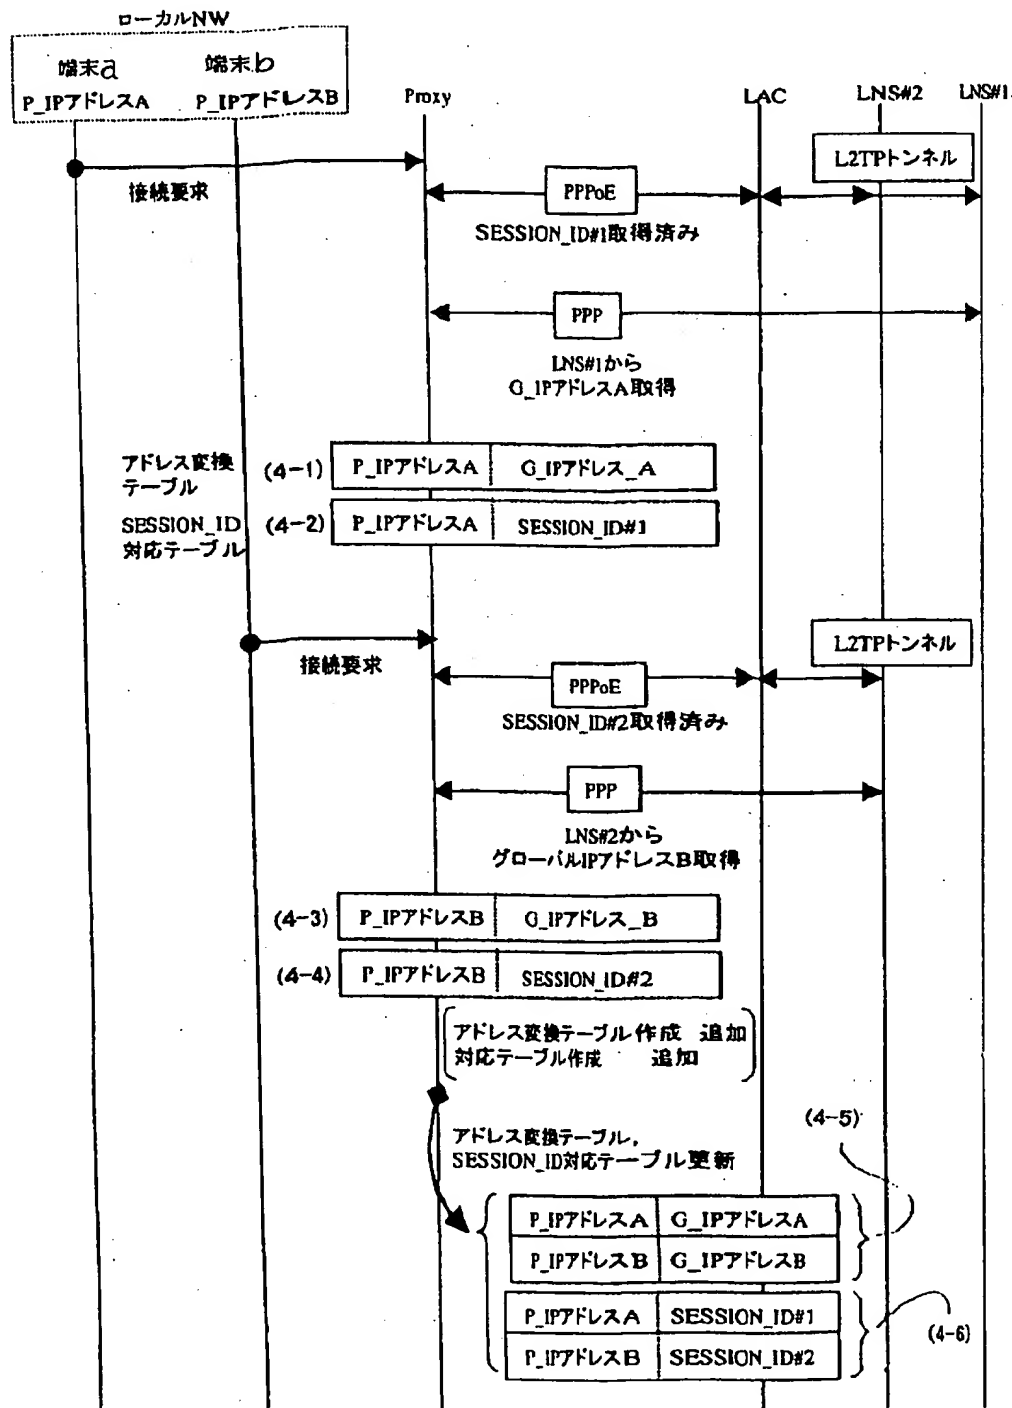 ローカルNW
端末a 端末b
P_IPアドレスA P_IPアドレスB
Proxy LAC LNS#2 LNS#1
L2TPトンネル
接続要求
PPPoE
SESSION_ID#1取得済み
PPP
LNS#1から
G_IPアドレスA取得
アドレス変換
テーブル
(4-1) P_IPアドレスA G_IPアドレス_A
SESSION_ID
対応テーブル
(4-2) P_IPアドレスA SESSION_ID#1
L2TPトンネル
接続要求
PPPoE
SESSION_ID#2取得済み
PPP
LNS#2から
グローバルIPアドレスB取得
(4-3) P_IPアドレスB G_IPアドレス_B
(4-4) P_IPアドレスB SESSION_ID#2
アドレス変換テーブル作成 追加
対応テーブル作成 追加
(4-5)
アドレス変換テーブル,
SESSION_ID対応テーブル更新
P_IPアドレスA G_IPアドレスA
P_IPアドレスB G_IPアドレスB
P_IPアドレスA SESSION_ID#1
P_IPアドレスB SESSION_ID#2
(4-6)